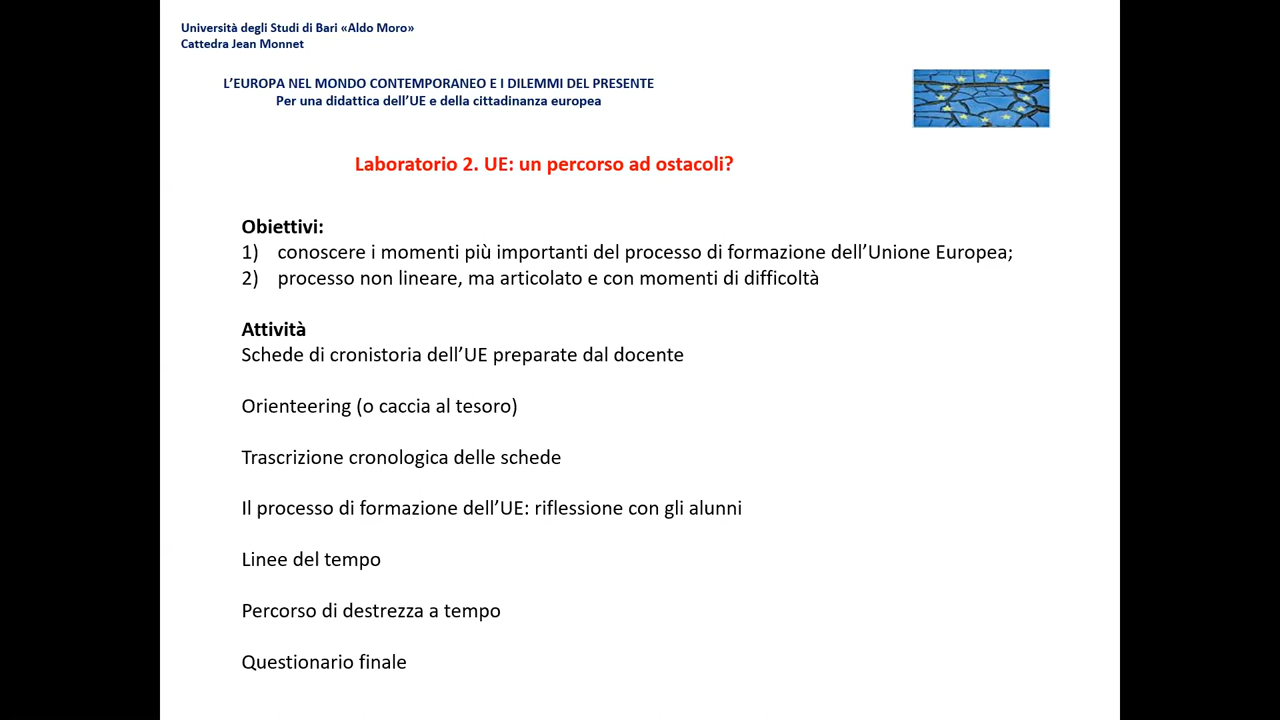 Università degli Studi di Bari «Aldo Moro»
Cattedra Jean Monnet
L’EUROPA NEL MONDO CONTEMPORANEO E I DILEMMI DEL PRESENTE
Per una didattica dell’UE e della cittadinanza europea
Laboratorio 2. UE: un percorso ad ostacoli?
Obiettivi:
1) conoscere i momenti più importanti del processo di formazione dell’Unione Europea;
2) processo non lineare, ma articolato e con momenti di difficoltà
Attività
Schede di cronistoria dell’UE preparate dal docente
Orienteering (o caccia al tesoro)
Trascrizione cronologica delle schede
Il processo di formazione dell’UE: riflessione con gli alunni
Linee del tempo
Percorso di destrezza a tempo
Questionario finale